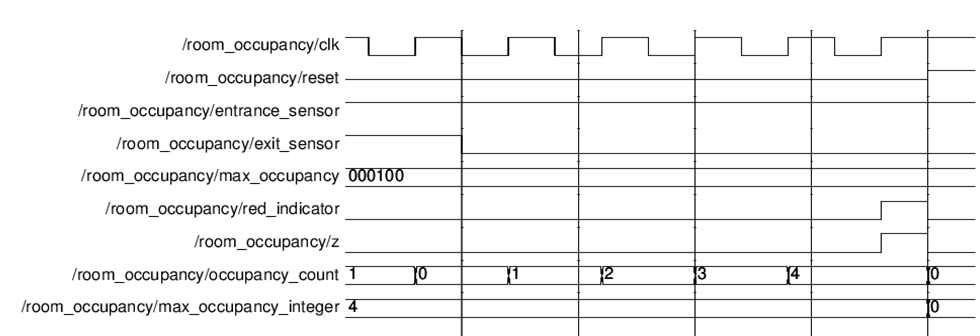 /room_occupancy/clk
/room_occupancy/reset
/room_occupancy/entrance_sensor
/room_occupancy/exit_sensor
/room_occupancy/max_occupancy 000100
/room_occupancy/red_indicator
/room_occupancy/z
/room_occupancy/occupancy_count 1 0 1 2 3 4 0
/room_occupancy/max_occupancy_integer 4 0